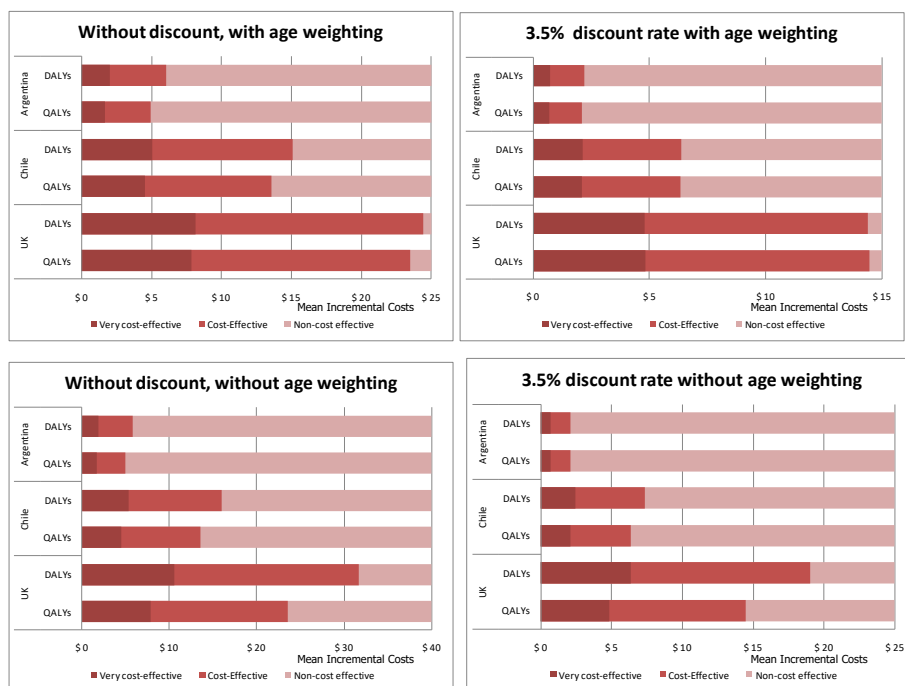 Without discount, with age weighting
Argentina
DALYs
QALYs
Chile
DALYs
QALYs
UK
DALYs
QALYs
$ 0 $ 5 $ 10 $ 15 $ 20 $ 25
Mean Incremental Costs
Very cost-effective Cost-Effective Non-cost effective
3.5% discount rate with age weighting
Argentina
DALYs
QALYs
Chile
DALYs
QALYs
UK
DALYs
QALYs
$ 0 $ 5 $ 10 $ 15
Mean Incremental Costs
Very cost-effective Cost-Effective Non-cost effective
Without discount, without age weighting
Argentina
DALYs
QALYs
Chile
DALYs
QALYs
UK
DALYs
QALYs
$ 0 $ 10 $ 20 $ 30 $ 40
Mean Incremental Costs
Very cost-effective Cost-Effective Non-cost effective
3.5% discount rate without age weighting
Argentina
DALYs
QALYs
Chile
DALYs
QALYs
UK
DALYs
QALYs
$ 0 $ 5 $ 10 $ 15 $ 20 $ 25
Mean Incremental Costs
Very cost-effective Cost-Effective Non-cost effective